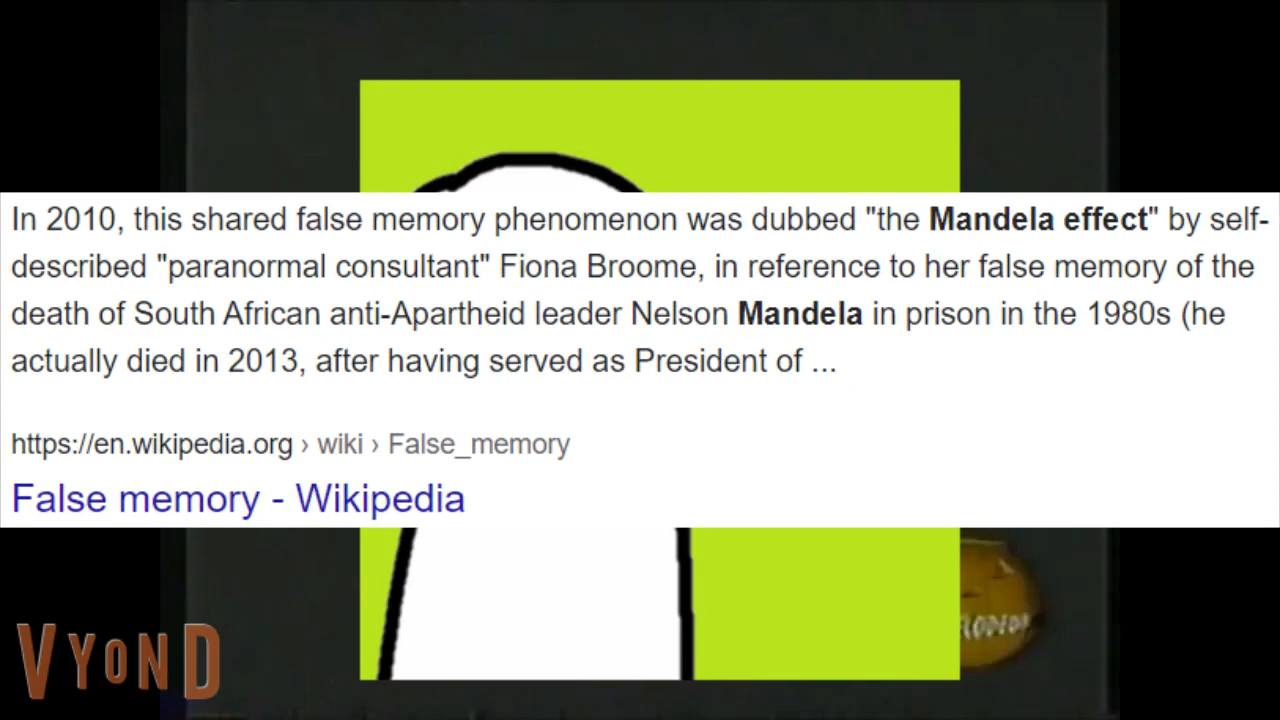 In 2010, this shared false memory phenomenon was dubbed "the Mandela effect" by self-
described "paranormal consultant" Fiona Broome, in reference to her false memory of the
death of South African anti-Apartheid leader Nelson Mandela in prison in the 1980s (he
actually died in 2013, after having served as President of ...
https://en.wikipedia.org › wiki › False_memory
False memory - Wikipedia
VYOND